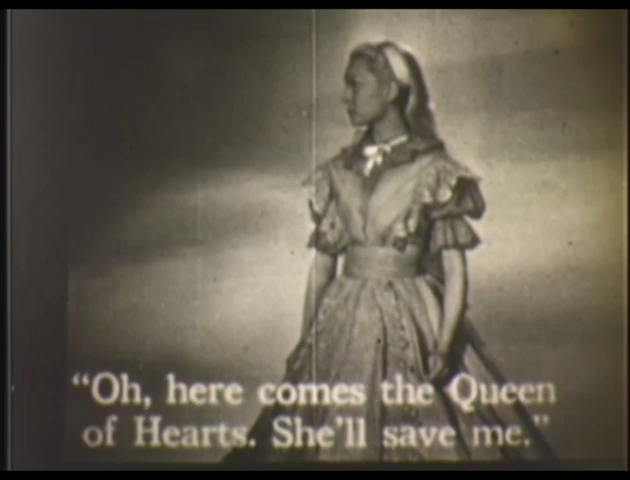 “Oh, here comes the Queen
of Hearts. She’ll save me.”